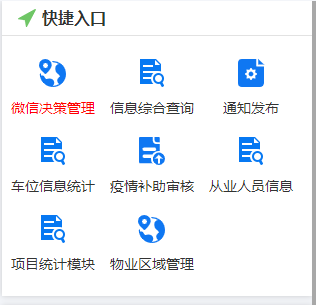 快捷入口
微信决策管理 信息综合查询 通知发布
车位信息统计 疫情补助审核 从业人员信息
项目统计模块 物业区域管理